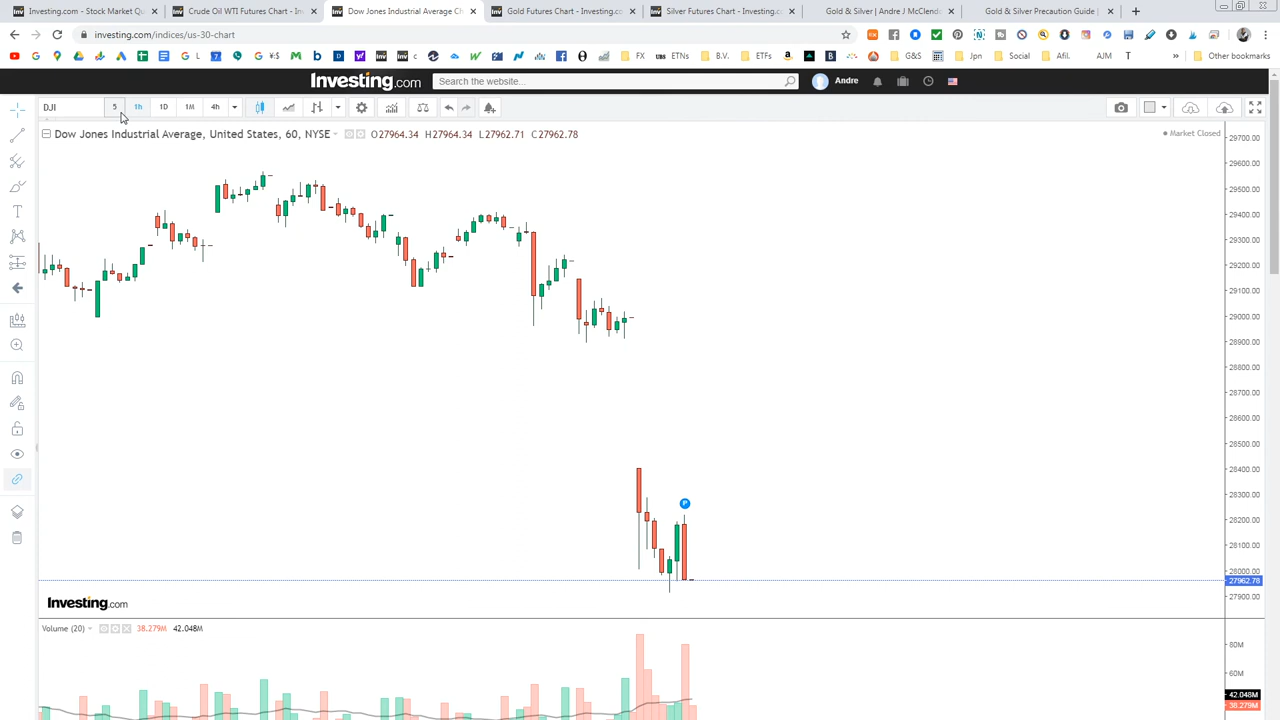 Investing.com - Stock Market Qu
Crude Oil WTI Futures Chart - In
Dow Jones Industrial Average Ch
Gold Futures Chart - Investing.co
Silver Futures Chart - Investing.co
Gold & Silver | Andre J McClend
Gold & Silver Precaution Guide |
investing.com/indices/us-30-chart
K$ FX ETNs B.V. ETFs G&S Jpn Social Afil. AJM T » Other bookmarks
Investing.com Search the website... Andre
DJI 5 1h 1D 1M 4h
Dow Jones Industrial Average, United States, 60, NYSE O27964.34 H27964.34 L27962.71 C27962.78
Market Closed
29700.00
29600.00
29500.00
29400.00
29300.00
29200.00
29100.00
29000.00
28900.00
28800.00
28700.00
28600.00
28500.00
28400.00
28300.00
P
28200.00
28100.00
28000.00
27962.78
27900.00
Investing.com
Volume (20) 38.279M 42.048M
80M
60M
42.048M
38.279M